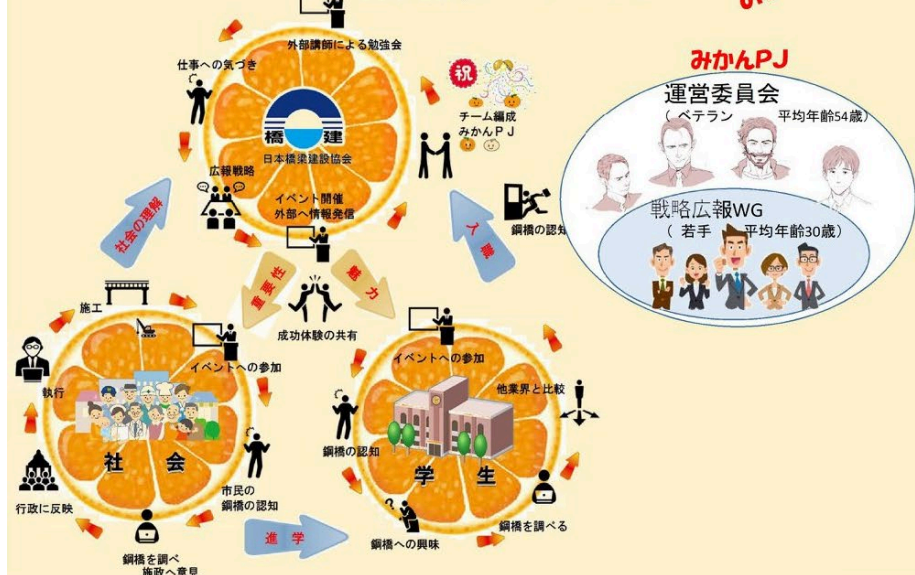 外部講師による勉強会
仕事への気づき
橋 建
日本橋梁建設協会
広報戦略
イベント開催
外部へ情報発信
祝
チーム編成
みかんPJ
鋼橋の認知
入職
社会の理解
重要性
魅力
成功体験の共有
みかんPJ
運営委員会
(ベテラン 平均年齢54歳)
戦略広報WG
(若手 平均年齢30歳)
施工
イベントへの参加
執行
社 会
市民の
鋼橋の認知
行政に反映
鋼橋を調べ
施政へ意見
進 学
イベントへの参加
他業界と比較
鋼橋の認知
学 生
鋼橋を調べる
鋼橋への興味